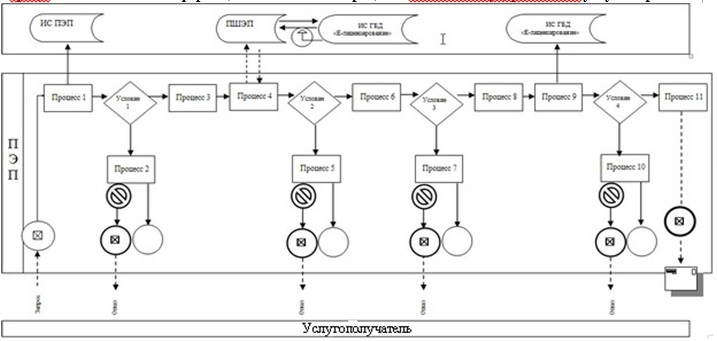 ИС ПЭП
ПШЭП
ИС ГБД
«Е-лицензирование»
ИС ГБД
«Е-лицензирование»
ПЭП
Процесс 1
Условие
1
Процесс 3
Процесс 4
Условие
2
Процесс 6
Условие
3
Процесс 8
Процесс 9
Условие
4
Процесс 11
Процесс 2
Процесс 5
Процесс 7
Процесс 10
Запрос
Отказ
Отказ
Отказ
Отказ
Услугополучатель